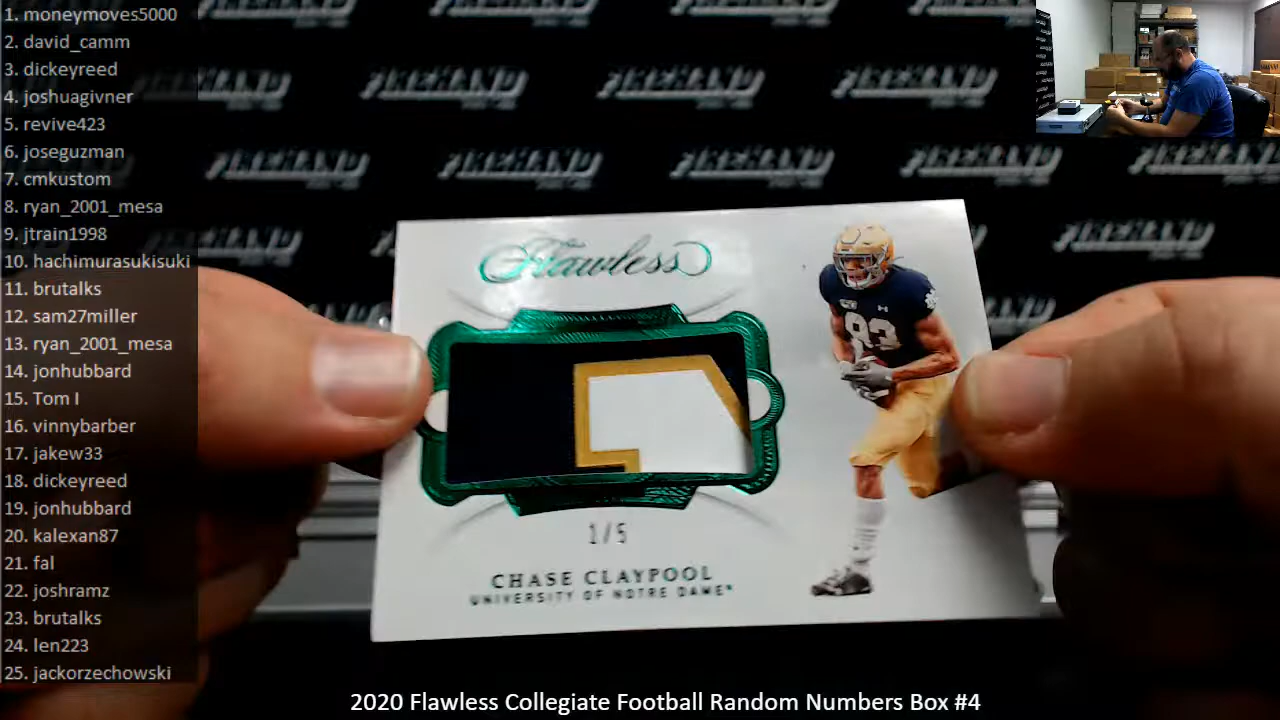 1. moneymoves5000
2. david_camm
3. dickeyreed
4. joshuagivner
5. revive423
6. joseguzman
7. cmkustom
8. ryan_2001_mesa
9. jtrain1998
10. hachimurasukisuki
11. brutalks
12. sam27miller
13. ryan_2001_mesa
14. jonhubbard
15. Tom I
16. vinnybarber
17. jakew33
18. dickeyreed
19. jonhubbard
20. kalexan87
21. fal
22. joshramz
23. brutalks
24. len223
25. jackorzechowski
Flawless
83
1/5
CHASE CLAYPOOL
UNIVERSITY OF NOTRE DAME®
2020 Flawless Collegiate Football Random Numbers Box #4